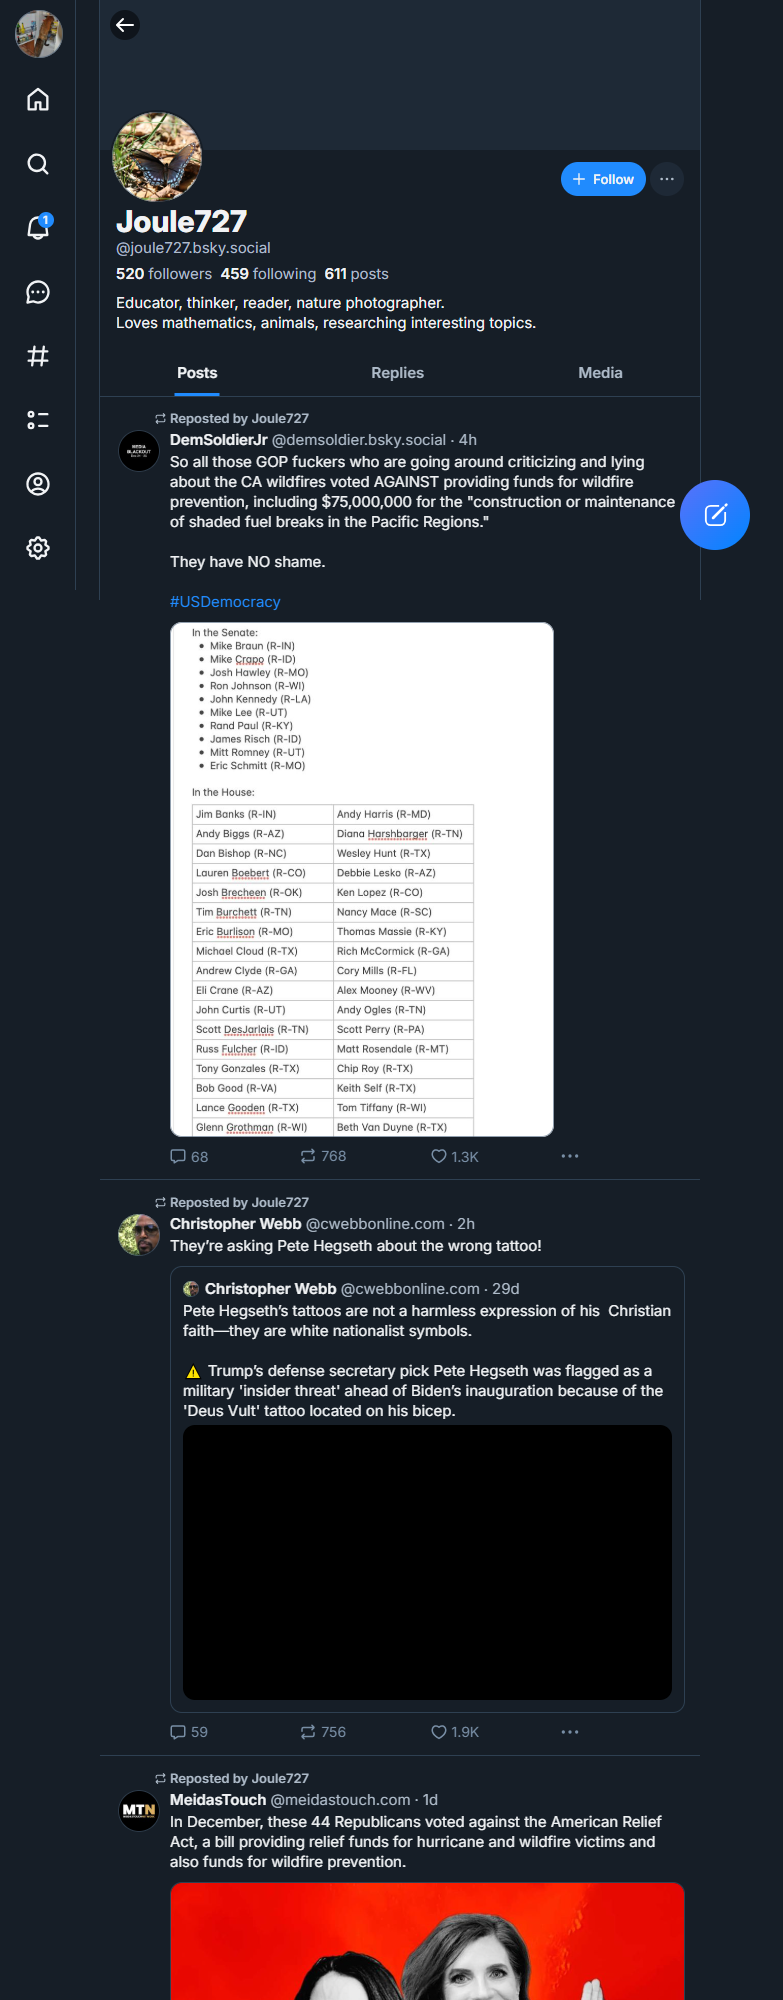 1
+ Follow
Joule727
@joule727.bsky.social
520 followers 459 following 611 posts
Educator, thinker, reader, nature photographer.
Loves mathematics, animals, researching interesting topics.
Posts Replies Media
Reposted by Joule727
MEDIA
BLACKOUT
DemSoldierJr @demsoldier.bsky.social · 4h
So all those GOP fuckers who are going around criticizing and lying
about the CA wildfires voted AGAINST providing funds for wildfire
prevention, including $75,000,000 for the "construction or maintenance
of shaded fuel breaks in the Pacific Regions."
They have NO shame.
#USDemocracy
In the Senate:
• Mike Braun (R-IN)
• Mike Crapo (R-ID)
• Josh Hawley (R-MO)
• Ron Johnson (R-WI)
• John Kennedy (R-LA)
• Mike Lee (R-UT)
• Rand Paul (R-KY)
• James Risch (R-ID)
• Mitt Romney (R-UT)
• Eric Schmitt (R-MO)
In the House:
Jim Banks (R-IN) Andy Harris (R-MD)
Andy Biggs (R-AZ) Diana Harshbarger (R-TN)
Dan Bishop (R-NC) Wesley Hunt (R-TX)
Lauren Boebert (R-CO) Debbie Lesko (R-AZ)
Josh Brecheen (R-OK) Ken Lopez (R-CO)
Tim Burchett (R-TN) Nancy Mace (R-SC)
Eric Burlison (R-MO) Thomas Massie (R-KY)
Michael Cloud (R-TX) Rich McCormick (R-GA)
Andrew Clyde (R-GA) Cory Mills (R-FL)
Eli Crane (R-AZ) Alex Mooney (R-WV)
John Curtis (R-UT) Andy Ogles (R-TN)
Scott DesJarlais (R-TN) Scott Perry (R-PA)
Russ Fulcher (R-ID) Matt Rosendale (R-MT)
Tony Gonzales (R-TX) Chip Roy (R-TX)
Bob Good (R-VA) Keith Self (R-TX)
Lance Gooden (R-TX) Tom Tiffany (R-WI)
Glenn Grothman (R-WI) Beth Van Duyne (R-TX)
68 768 1.3K
Reposted by Joule727
Christopher Webb @cwebbonline.com · 2h
They're asking Pete Hegseth about the wrong tattoo!
Christopher Webb @cwebbonline.com · 29d
Pete Hegseth's tattoos are not a harmless expression of his Christian
faith—they are white nationalist symbols.
⚠️ Trump's defense secretary pick Pete Hegseth was flagged as a
military 'insider threat' ahead of Biden's inauguration because of the
'Deus Vult' tattoo located on his bicep.
59 756 1.9K
Reposted by Joule727
MTN
MeidasTouch @meidastouch.com · 1d
In December, these 44 Republicans voted against the American Relief
Act, a bill providing relief funds for hurricane and wildfire victims and
also funds for wildfire prevention.